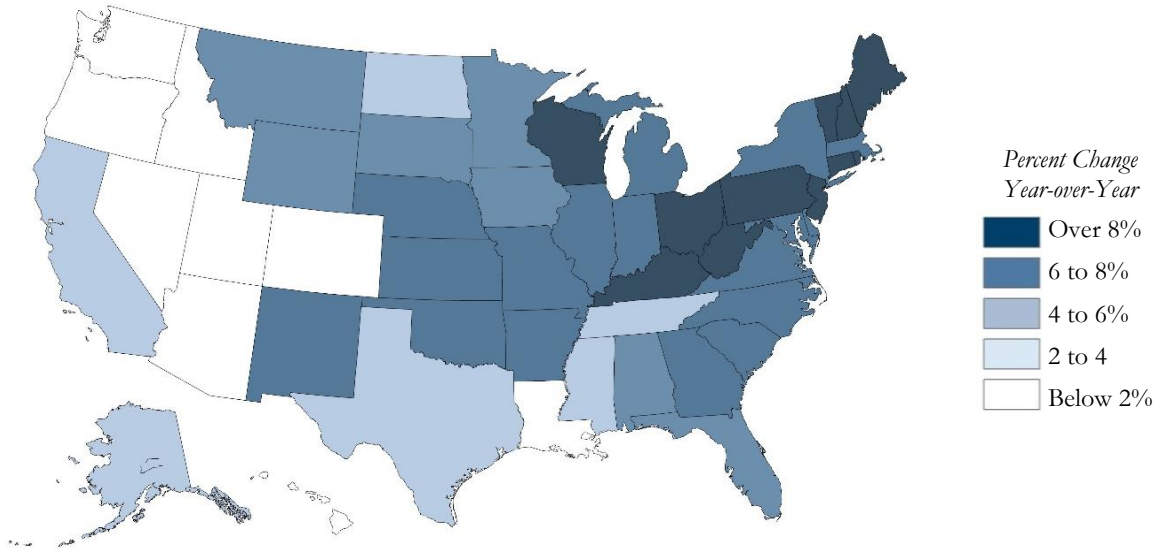 Percent Change
Year-over-Year
Over 8%
6 to 8%
4 to 6%
2 to 4
Below 2%